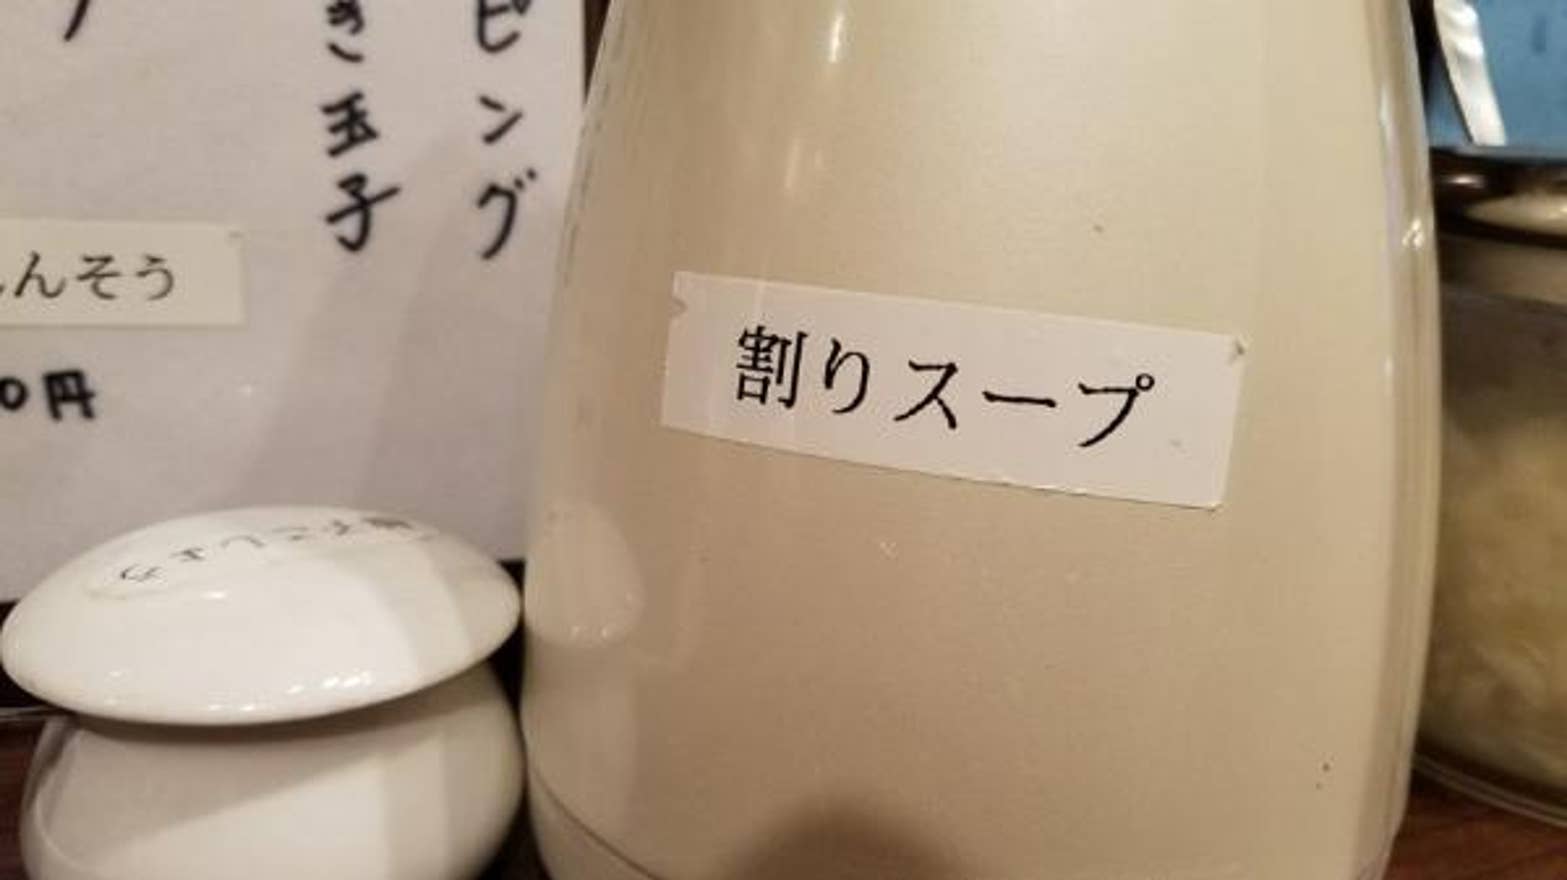 ピング
き玉子
んそう
0円
割りスープ